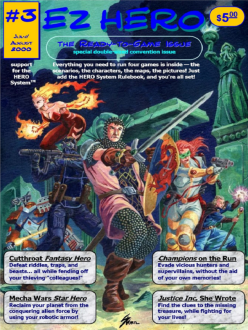 #3
EZ HERO
$5.00
July/
August
2000
THE READY-TO-GAME ISSUE
special double-sized convention issue
support
for the
HERO
System™
Everything you need to run four games is inside — the
scenarios, the characters, the maps, the pictures! Just
add the HERO System Rulebook, and you're all set!
Cutthroat Fantasy Hero
Defeat riddles, traps, and
beasts... all while fending off
your thieving "colleagues!"
Champions on the Run
Evade vicious hunters and
supervillains, without the aid
of your own memories!
Mecha Wars Star Hero
Reclaim your planet from the
conquering alien force by
using your robotic armor!
Justice Inc. She Wrote
Find the clues to the missing
treasure, while fighting for
your lives!